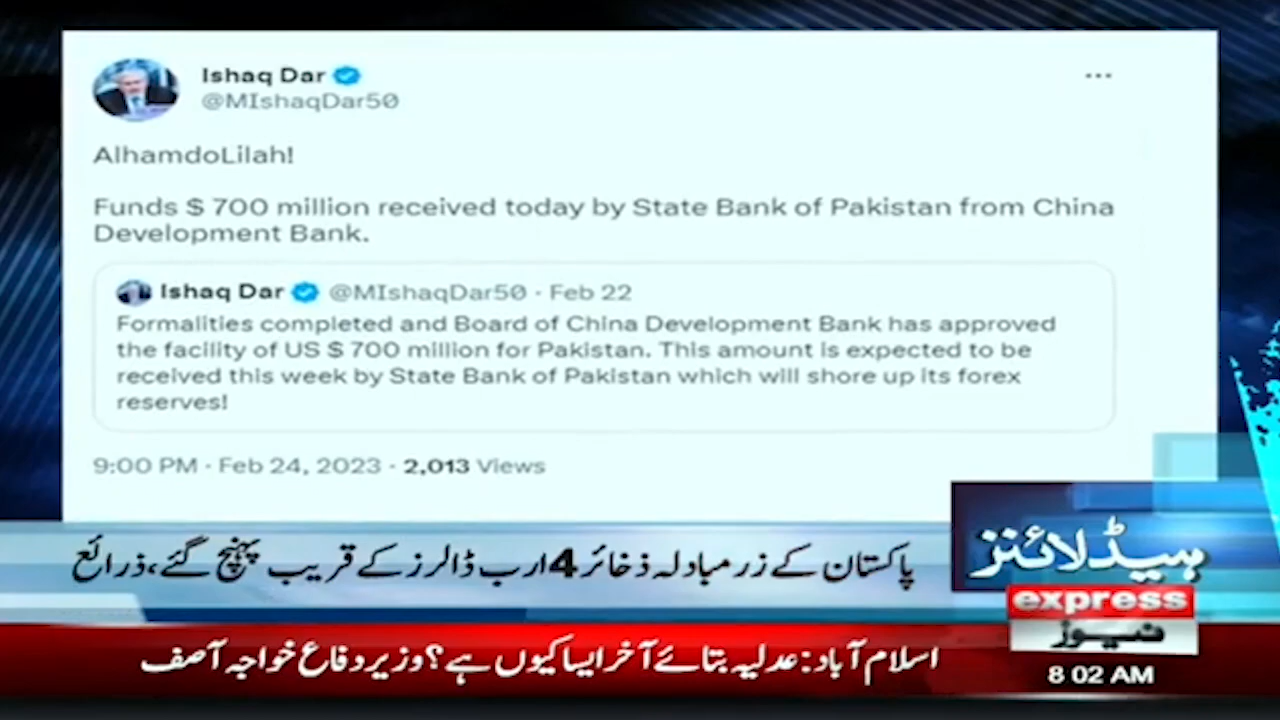 Ishaq Dar
@MIshaqDar50
AlhamdoLilah!
Funds $ 700 million received today by State Bank of Pakistan from China
Development Bank.
Ishaq Dar @MIshaqDar50 · Feb 22
Formalities completed and Board of China Development Bank has approved
the facility of US $ 700 million for Pakistan. This amount is expected to be
received this week by State Bank of Pakistan which will shore up its forex
reserves!
9:00 PM · Feb 24, 2023 · 2,013 Views
ہیڈلائنز
پاکستان کے زرمبادلہ ذخائر 4 ارب ڈالرز کے قریب پہنچ گئے، ذرائع
express
نیوز
اسلام آباد: عدلیہ بتائے آخر ایسا کیوں ہے؟ وزیر دفاع خواجہ آصف
8 02 AM